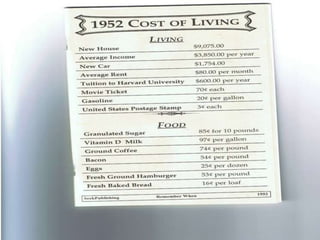 1952 COST OF LIVING
LIVING
New House $9,075.00
Average Income $3,850.00 per year
New Car $1,754.00
Average Rent $80.00 per month
Tuition to Harvard University $600.00 per year
Movie Ticket 70¢ each
Gasoline 20¢ per gallon
United States Postage Stamp 3¢ each
FOOD
Granulated Sugar 85¢ for 10 pounds
Vitamin D Milk 97¢ per gallon
Ground Coffee 74¢ per pound
Bacon 54¢ per pound
Eggs 25¢ per dozen
Fresh Ground Hamburger 53¢ per pound
Fresh Baked Bread 16¢ per loaf
SeekPublishing Remember When 1952